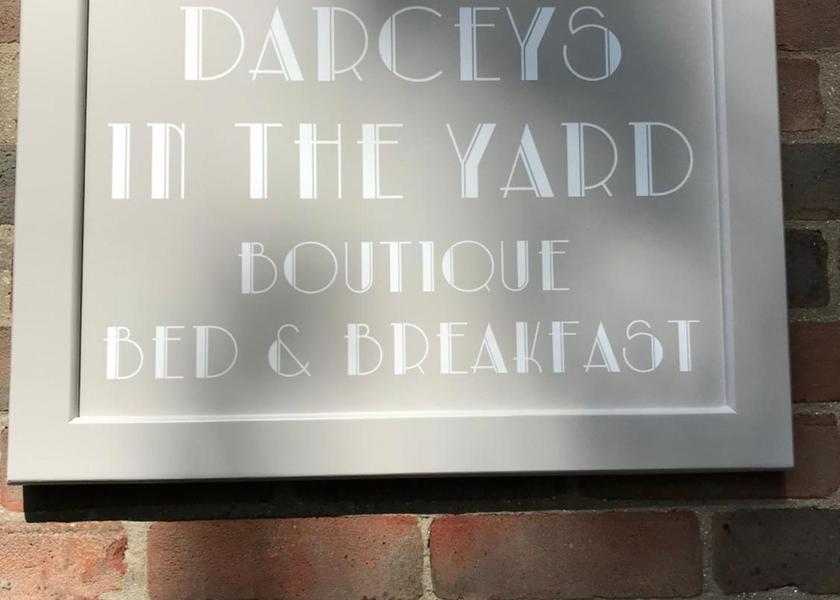 DARCEYS
IN THE YARD
BOUTIQUE
BED & BREAKFAST